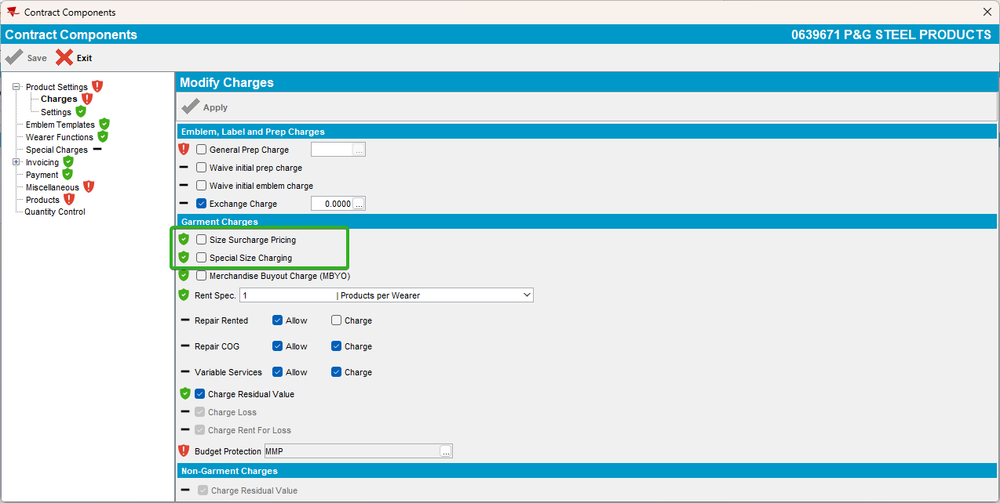 Contract Components
Contract Components 0639671 P&G STEEL PRODUCTS
Save Exit
Product Settings
Charges
Settings
Emblem Templates
Wearer Functions
Special Charges
Invoicing
Payment
Miscellaneous
Products
Quantity Control
Modify Charges
Apply
Emblem, Label and Prep Charges
General Prep Charge ...
Waive initial prep charge
Waive initial emblem charge
Exchange Charge 0.0000 ...
Garment Charges
Size Surcharge Pricing
Special Size Charging
Merchandise Buyout Charge (MBYO)
Rent Spec. 1 | Products per Wearer
Repair Rented Allow Charge
Repair COG Allow Charge
Variable Services Allow Charge
Charge Residual Value
Charge Loss
Charge Rent For Loss
Budget Protection MMP ...
Non-Garment Charges
Charge Residual Value